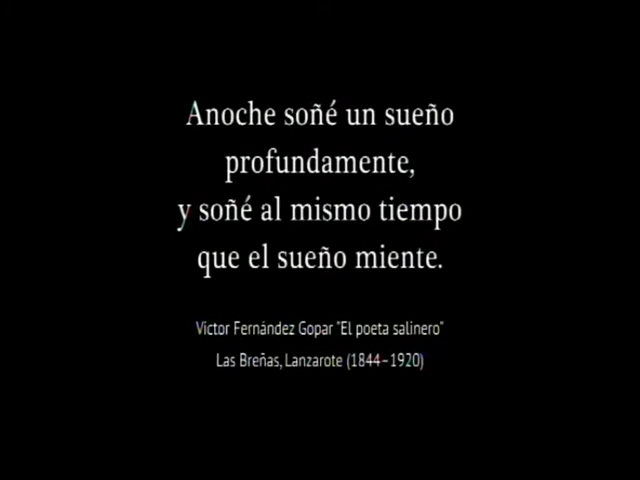 Anoche soñé un sueño
profundamente,
y soñé al mismo tiempo
que el sueño miente.
Víctor Fernández Gopar "El poeta salinero"
Las Breñas, Lanzarote (1844–1920)